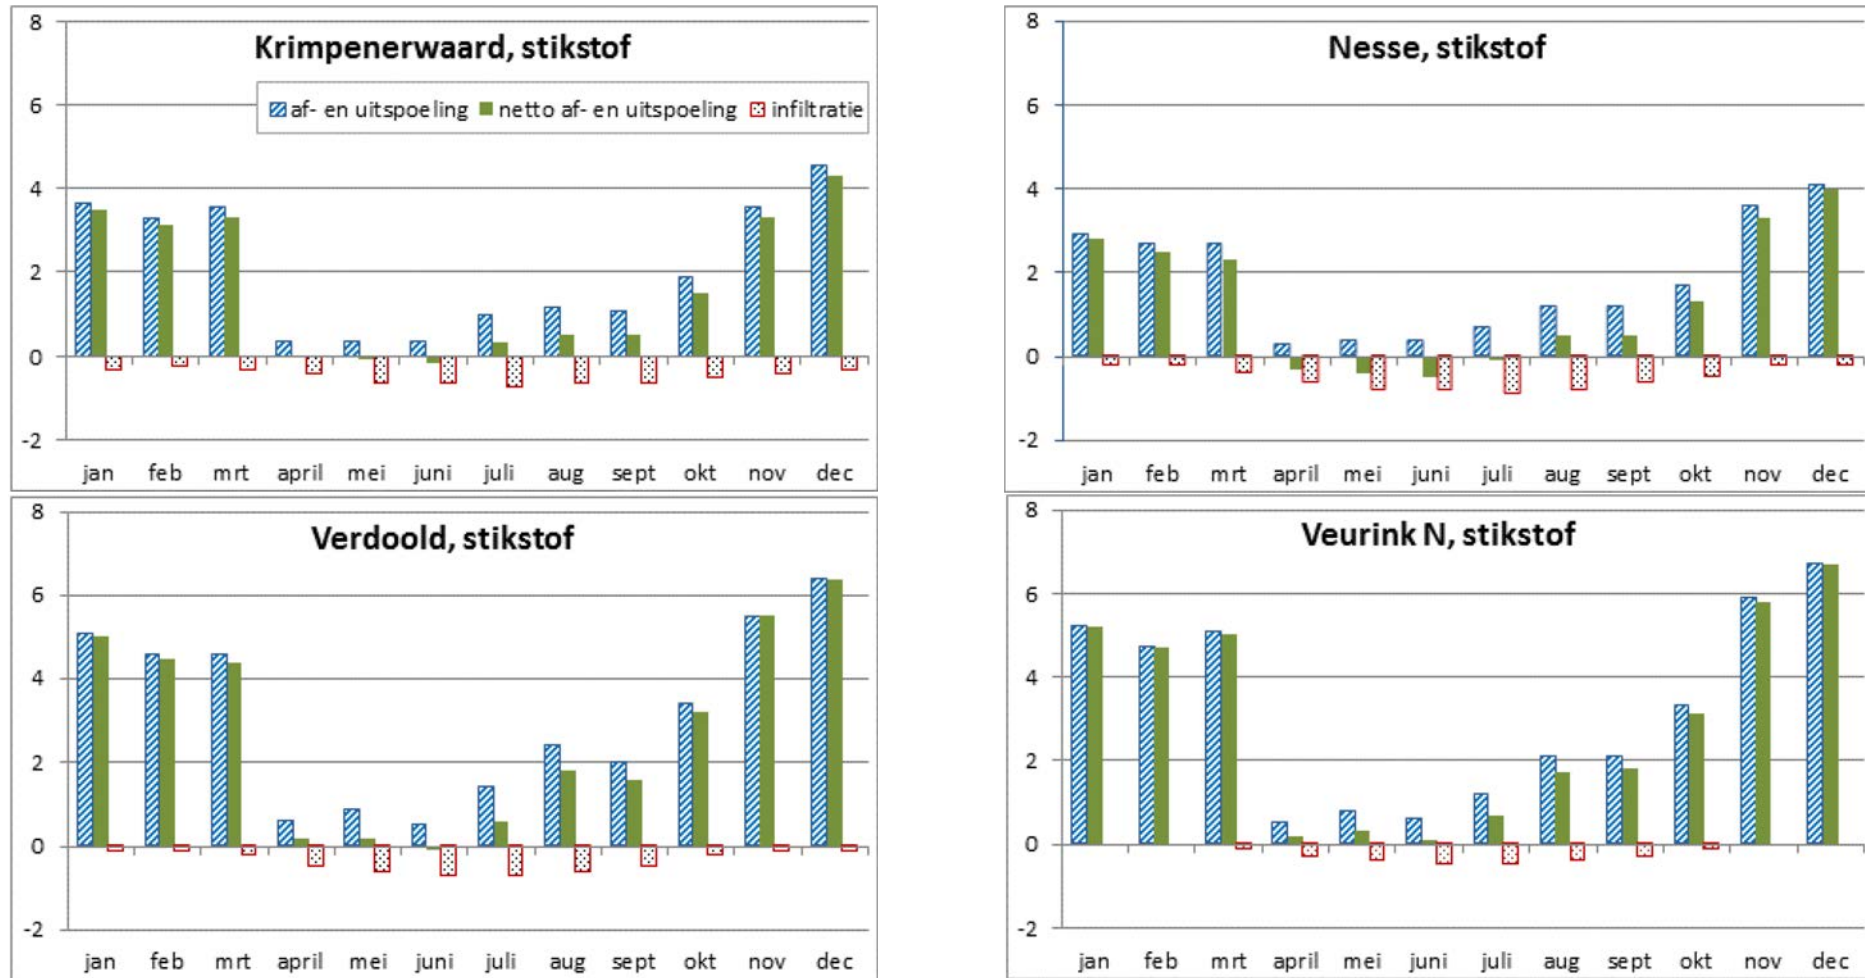 Krimpenerwaard, stikstof
af- en uitspoeling netto af- en uitspoeling infiltratie
8
6
4
2
0
-2
jan feb mrt april mei juni juli aug sept okt nov dec
Nesse, stikstof
8
6
4
2
0
-2
jan feb mrt april mei juni juli aug sept okt nov dec
Verdoold, stikstof
8
6
4
2
0
-2
jan feb mrt april mei juni juli aug sept okt nov dec
Veurink N, stikstof
8
6
4
2
0
-2
jan feb mrt april mei juni juli aug sept okt nov dec